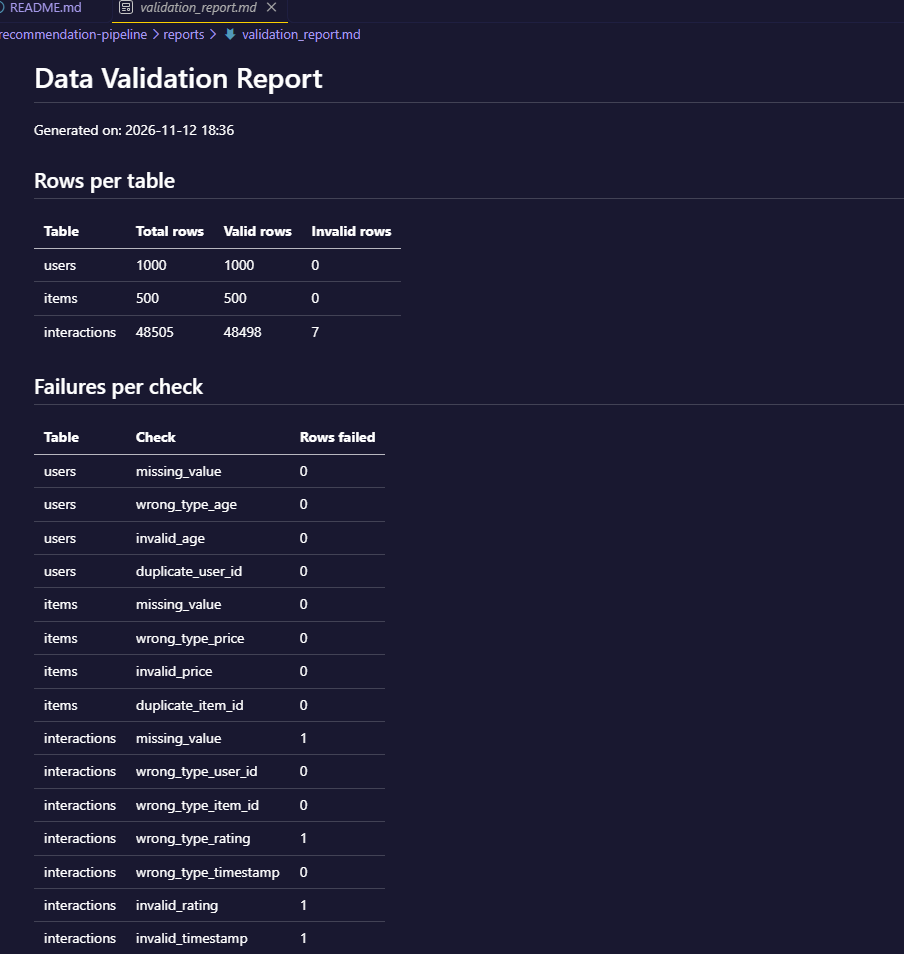 README.md validation_report.md
recommendation-pipeline > reports > validation_report.md
Data Validation Report
Generated on: 2026-11-12 18:36
Rows per table
Table Total rows Valid rows Invalid rows
users 1000 1000 0
items 500 500 0
interactions 48505 48498 7
Failures per check
Table Check Rows failed
users missing_value 0
users wrong_type_age 0
users invalid_age 0
users duplicate_user_id 0
items missing_value 0
items wrong_type_price 0
items invalid_price 0
items duplicate_item_id 0
interactions missing_value 1
interactions wrong_type_user_id 0
interactions wrong_type_item_id 0
interactions wrong_type_rating 1
interactions wrong_type_timestamp 0
interactions invalid_rating 1
interactions invalid_timestamp 1